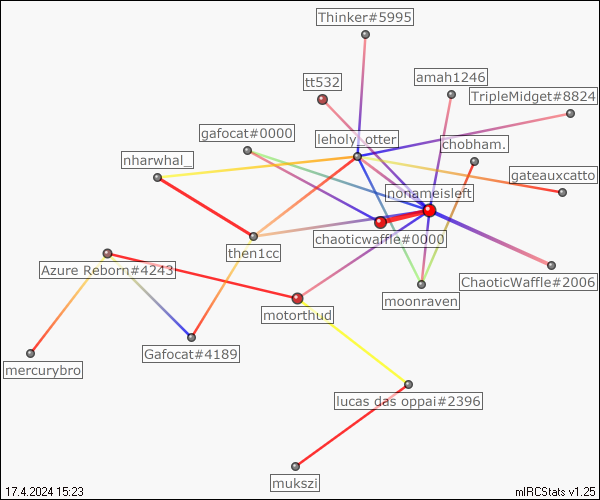 Thinker#5995
tt532
amah1246
TripleMidget#8824
gafocat#0000
leholy_otter
chobham.
nharwhal_
gateauxcatto
nonameisleft
chaoticwaffle#0000
then1cc
Azure Reborn#4243
ChaoticWaffle#2006
moonraven
motorthud
Gafocat#4189
mercurybro
lucas das oppai#2396
mukszi
17.4.2024 15:23
mIRCStats v1.25